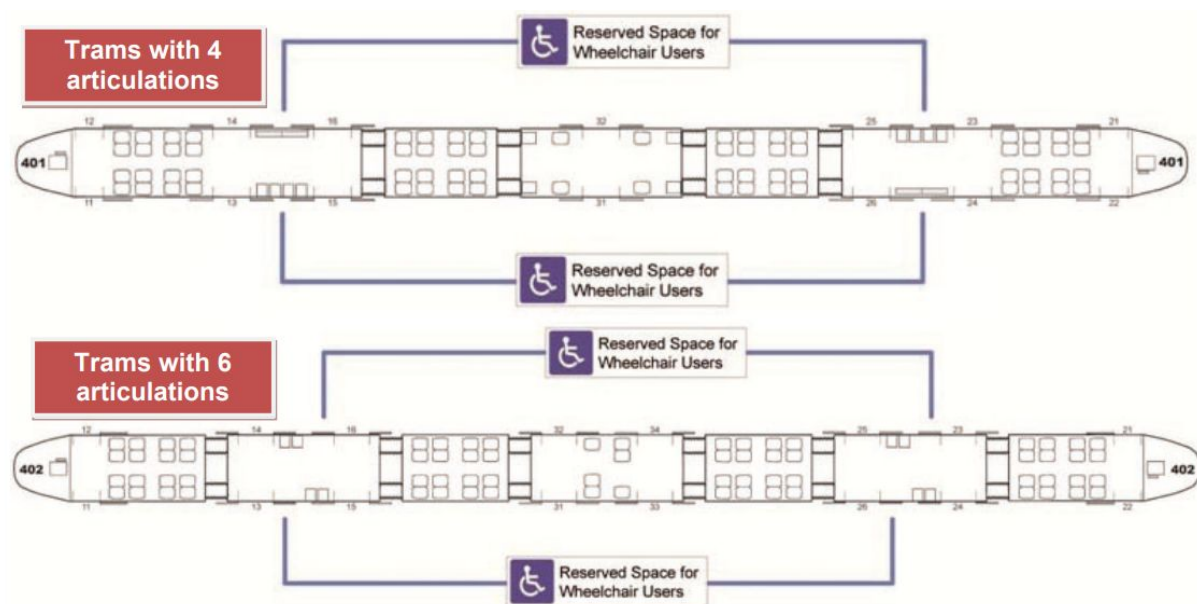 Trams with 4
articulations
Reserved Space for
Wheelchair Users
12 14 16 32 25 23 21
401 401
11 13 15 31 26 24 22
Reserved Space for
Wheelchair Users
Trams with 6
articulations
Reserved Space for
Wheelchair Users
12 14 16 32 34 25 23 21
402 402
11 13 15 31 33 26 24 22
Reserved Space for
Wheelchair Users